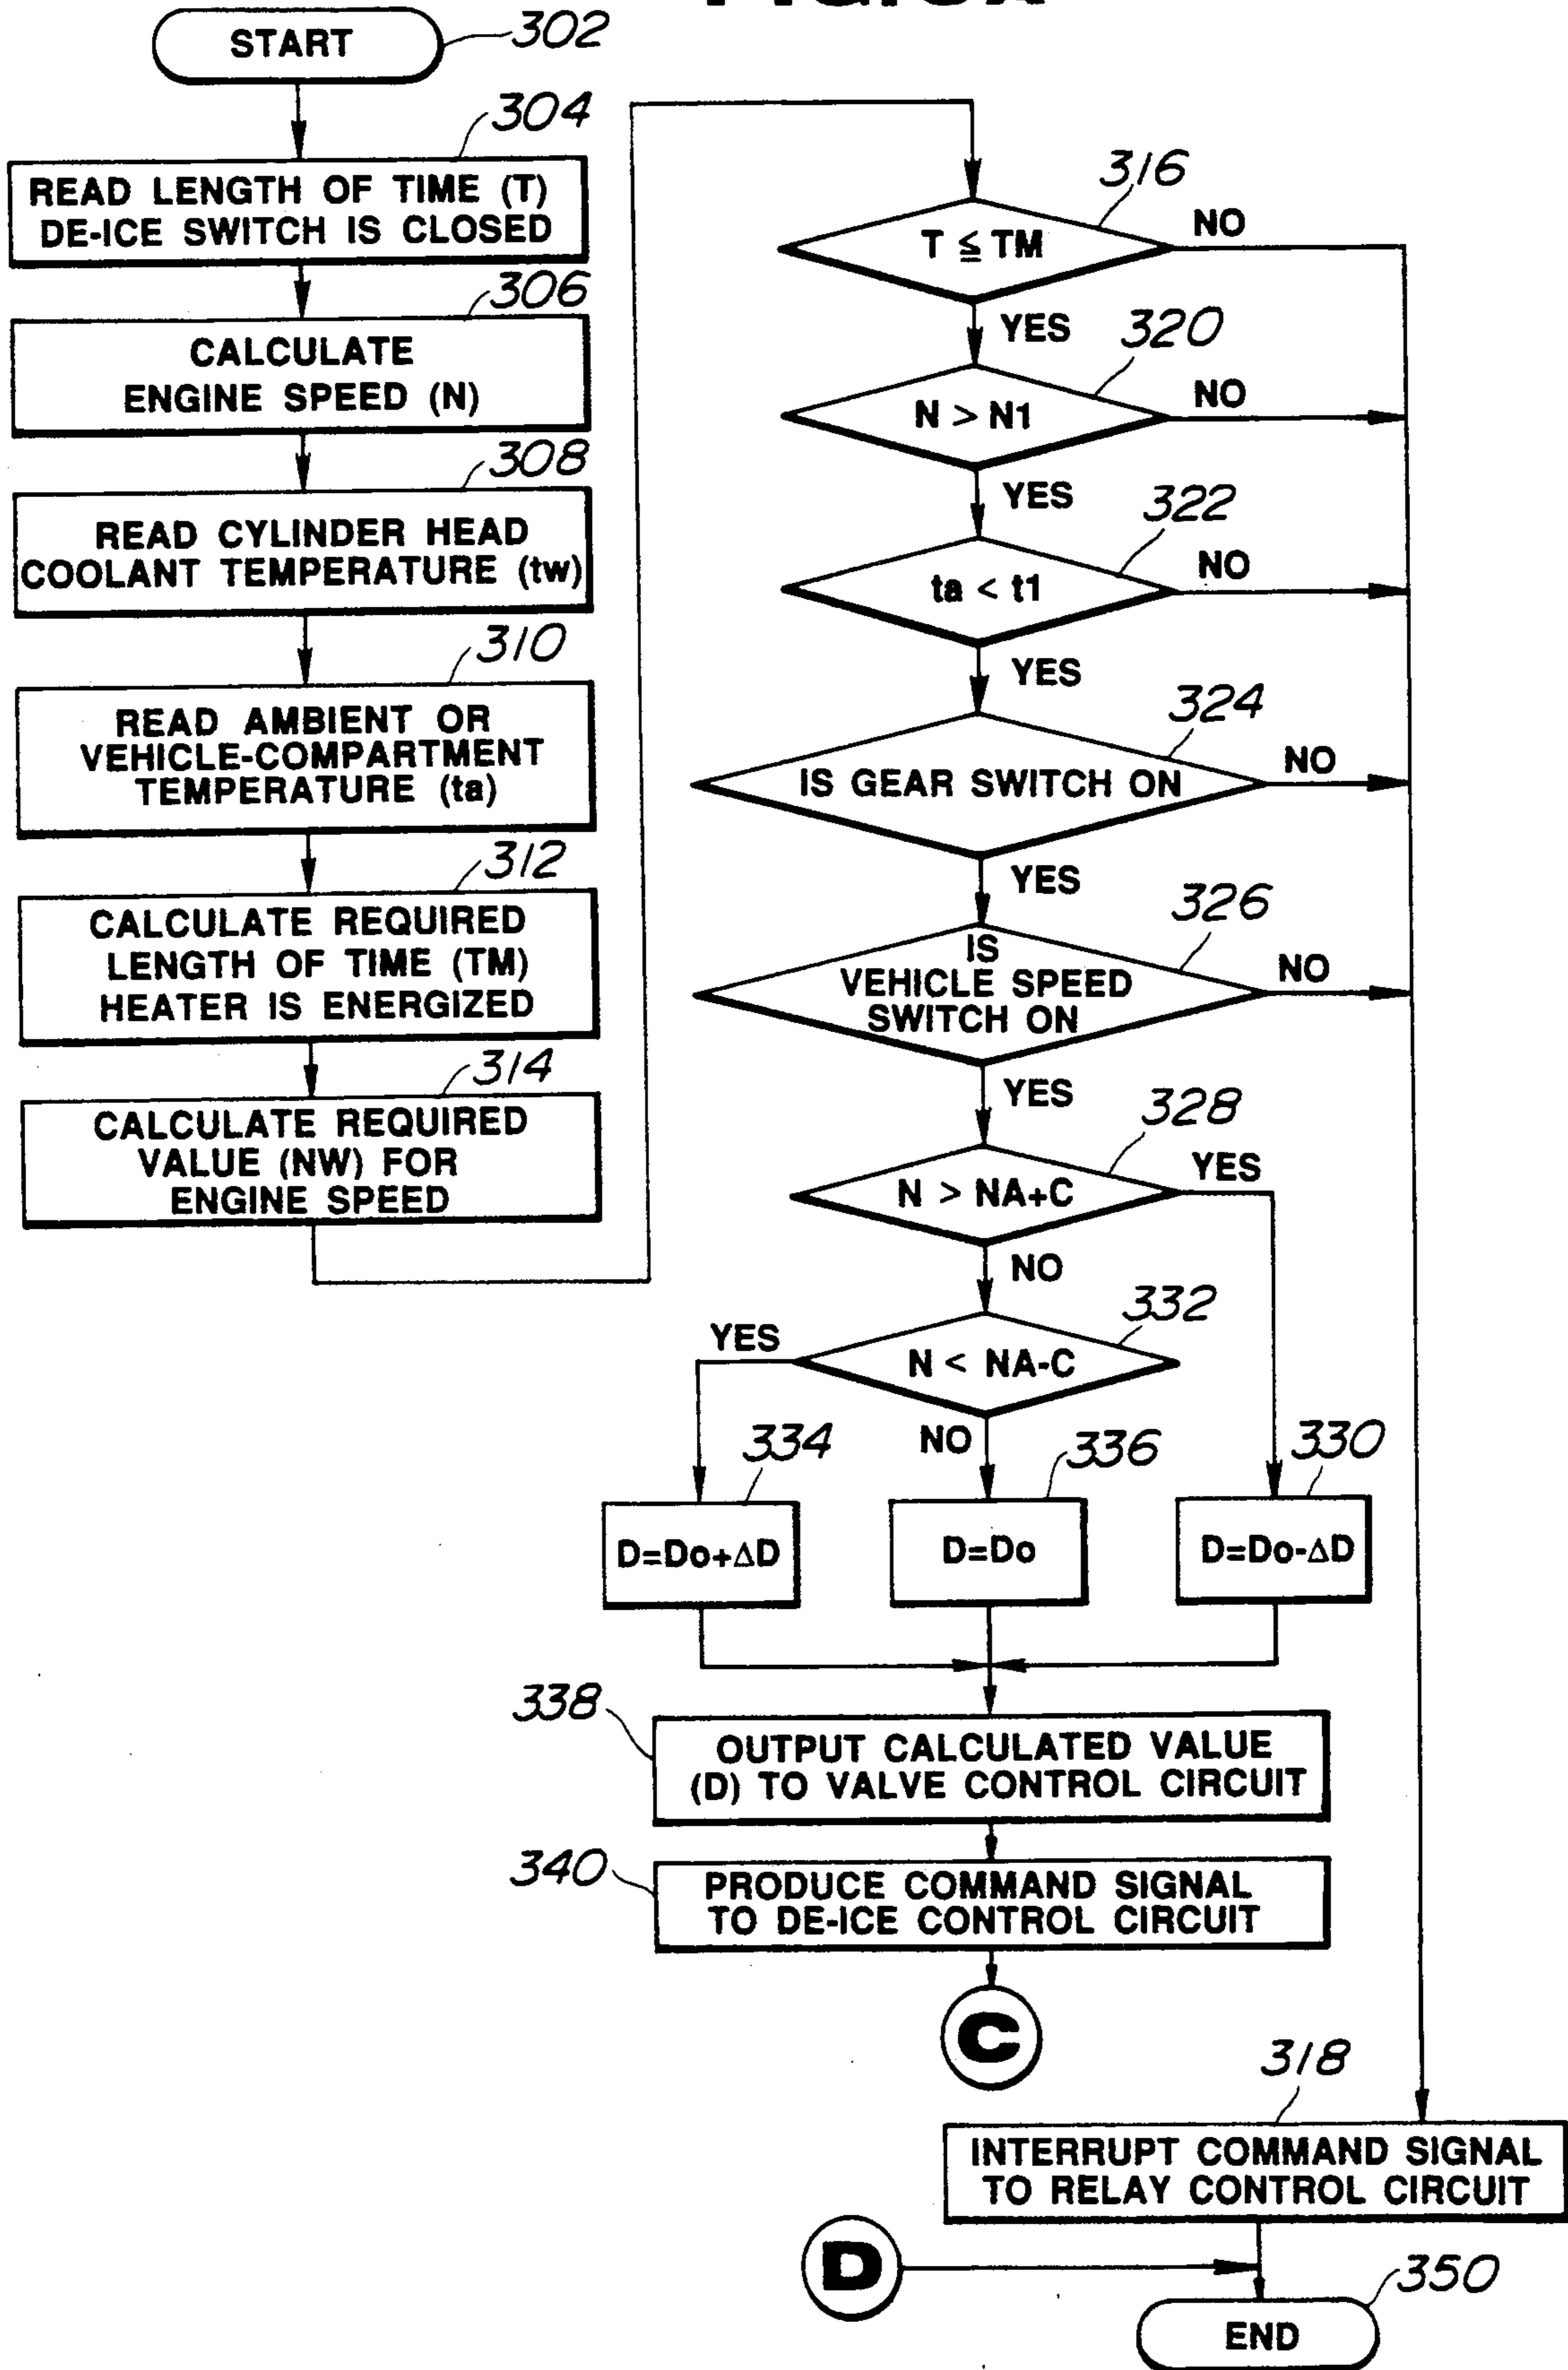 START
302
304
READ LENGTH OF TIME (T)
DE-ICE SWITCH IS CLOSED
306
CALCULATE
ENGINE SPEED (N)
308
READ CYLINDER HEAD
COOLANT TEMPERATURE (tw)
310
READ AMBIENT OR
VEHICLE-COMPARTMENT
TEMPERATURE (ta)
312
CALCULATE REQUIRED
LENGTH OF TIME (TM)
HEATER IS ENERGIZED
314
CALCULATE REQUIRED
VALUE (NW) FOR
ENGINE SPEED
316
T ≦ TM
NO
YES
320
N > N1
NO
YES
322
ta < t1
NO
YES
324
IS GEAR SWITCH ON
NO
YES
326
IS
VEHICLE SPEED
SWITCH ON
NO
YES
328
N > NA+C
YES
NO
332
N < NA-C
YES
NO
334
D=Do+ΔD
336
D=Do
330
D=Do-ΔD
338
OUTPUT CALCULATED VALUE
(D) TO VALVE CONTROL CIRCUIT
340
PRODUCE COMMAND SIGNAL
TO DE-ICE CONTROL CIRCUIT
C
318
INTERRUPT COMMAND SIGNAL
TO RELAY CONTROL CIRCUIT
D
350
END